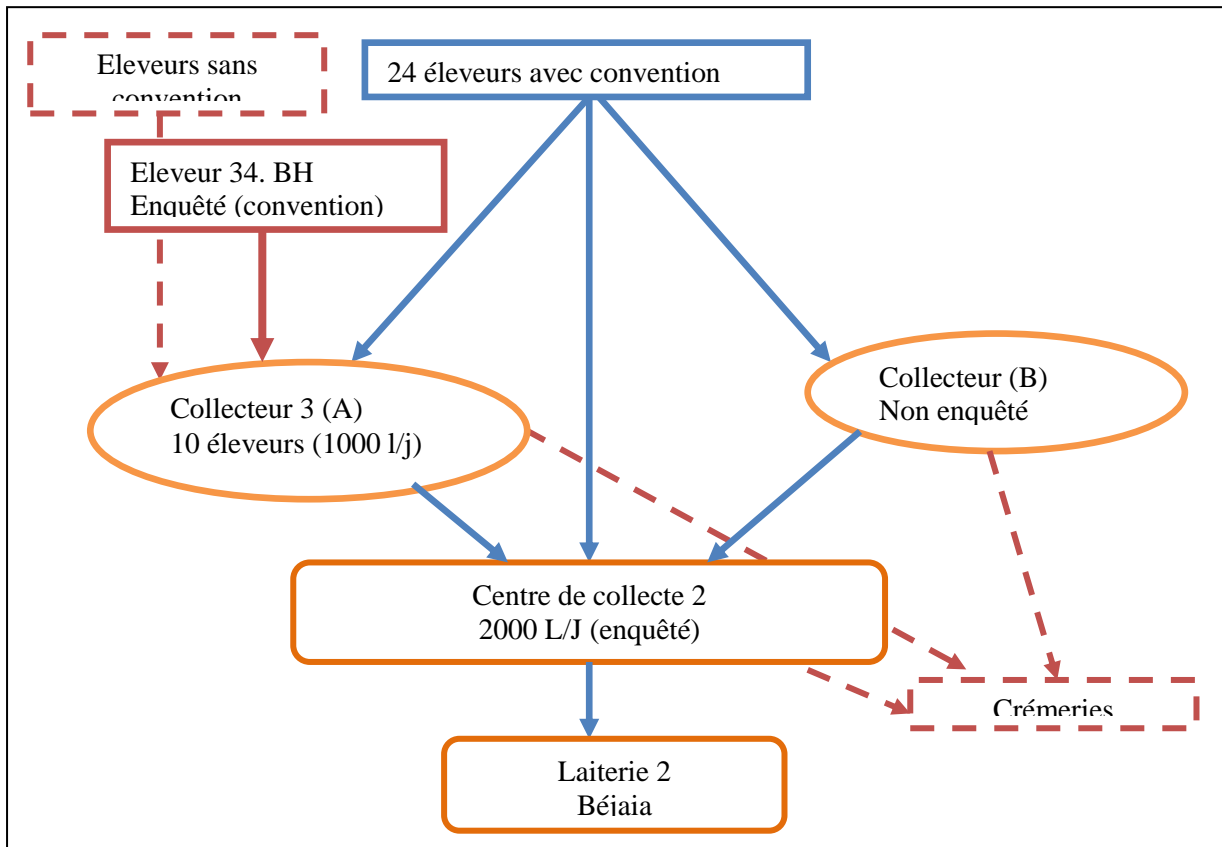 Eleveurs sans
convention
24 éleveurs avec convention
Eleveur 34. BH
Enquêté (convention)
Collecteur 3 (A)
10 éleveurs (1000 l/j)
Collecteur (B)
Non enquêté
Centre de collecte 2
2000 L/J (enquêté)
Crémeries
Laiterie 2
Béjaia